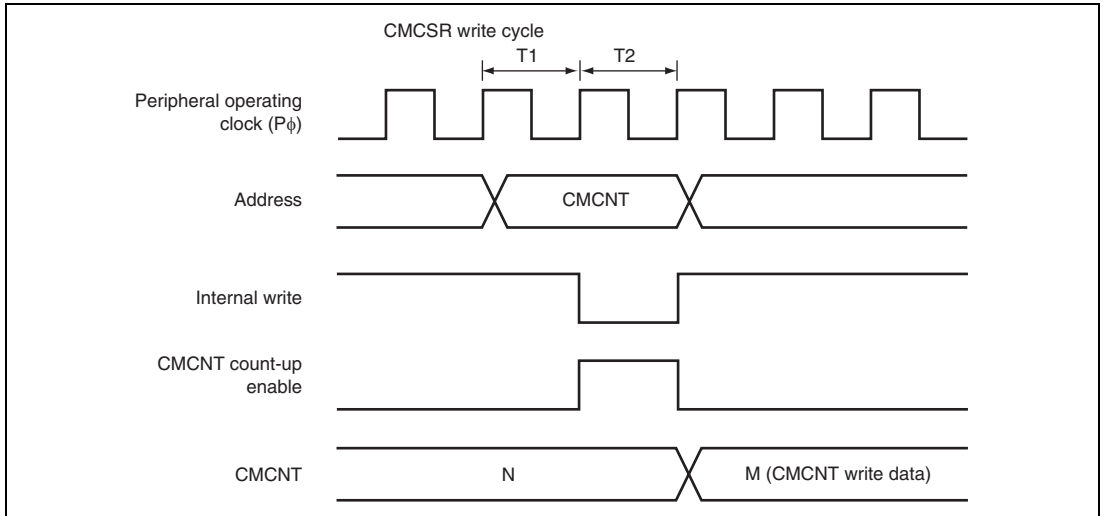 CMCSR write cycle
T1 T2
Peripheral operating
clock (Pϕ)
Address
CMCNT
Internal write
CMCNT count-up
enable
CMCNT
N
M (CMCNT write data)